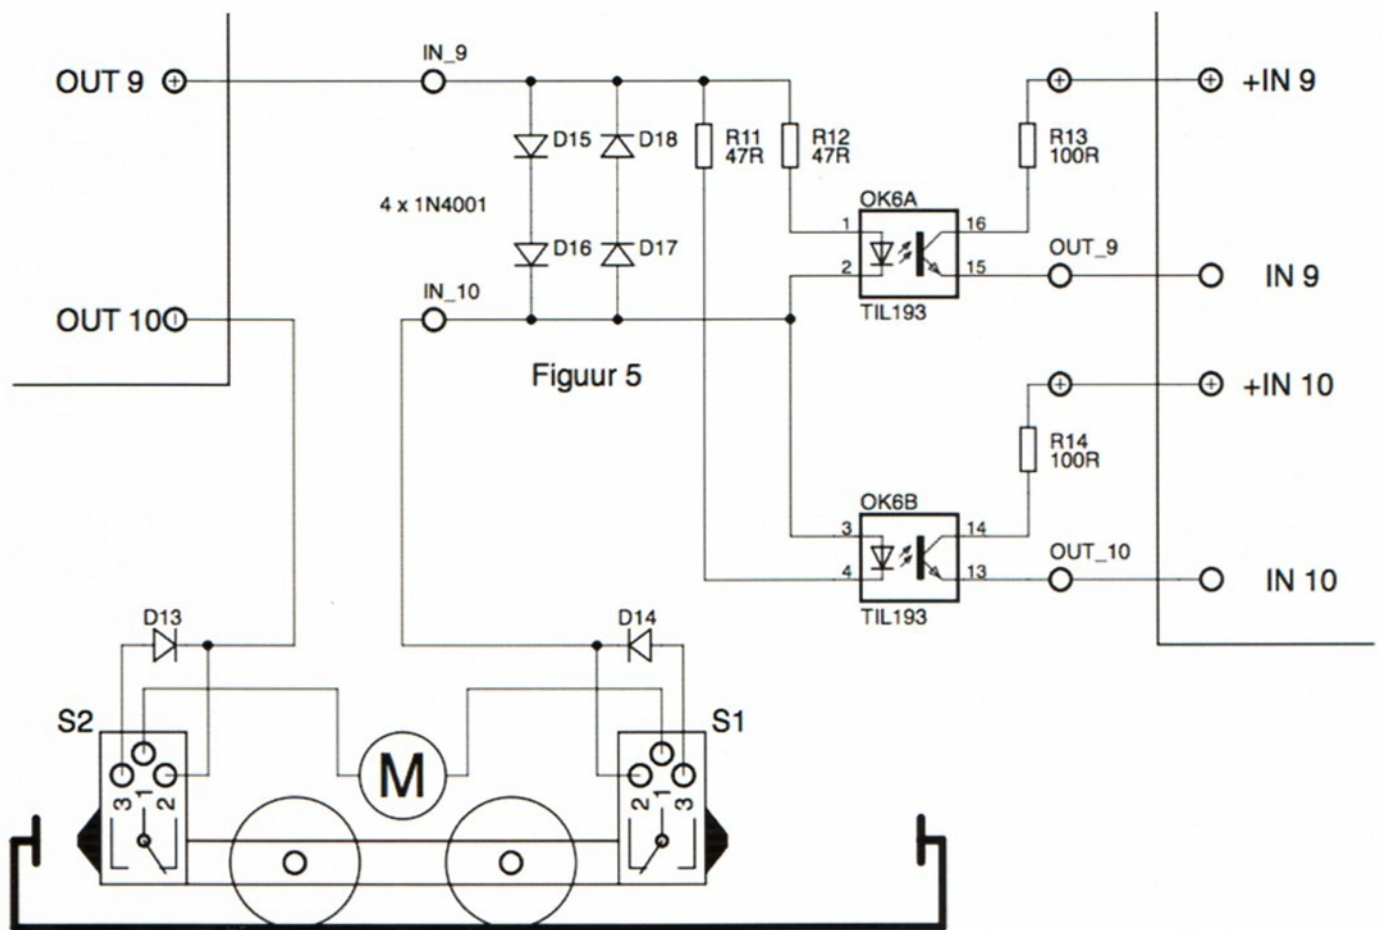 OUT 9
IN_9
+IN 9
D15
D18
R11
47R
R12
47R
R13
100R
4 x 1N4001
OK6A
1
16
D16
D17
2
15
OUT_9
IN 9
TIL193
OUT 10
IN_10
Figuur 5
+IN 10
R14
100R
OK6B
3
14
4
13
OUT_10
IN 10
TIL193
D13
D14
S2
S1
M
3
1
2
2
1
3